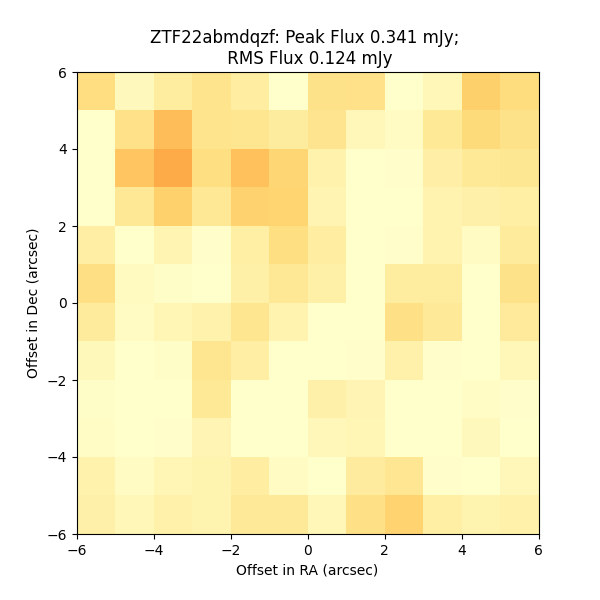 ZTF22abmdqzf: Peak Flux 0.341 mJy;
RMS Flux 0.124 mJy
6
4
2
0
−2
−4
−6
Offset in Dec (arcsec)
−6 −4 −2 0 2 4 6
Offset in RA (arcsec)